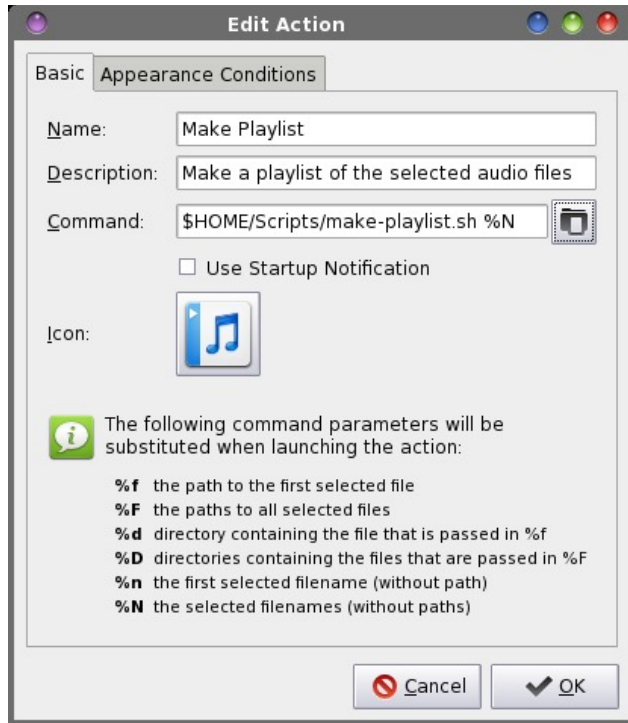 Edit Action
Basic
Appearance Conditions
Name:
Make Playlist
Description:
Make a playlist of the selected audio files
Command:
$HOME/Scripts/make-playlist.sh %N
Use Startup Notification
Icon:
The following command parameters will be
substituted when launching the action:
%f the path to the first selected file
%F the paths to all selected files
%d directory containing the file that is passed in %f
%D directories containing the files that are passed in %F
%n the first selected filename (without path)
%N the selected filenames (without paths)
Cancel
OK